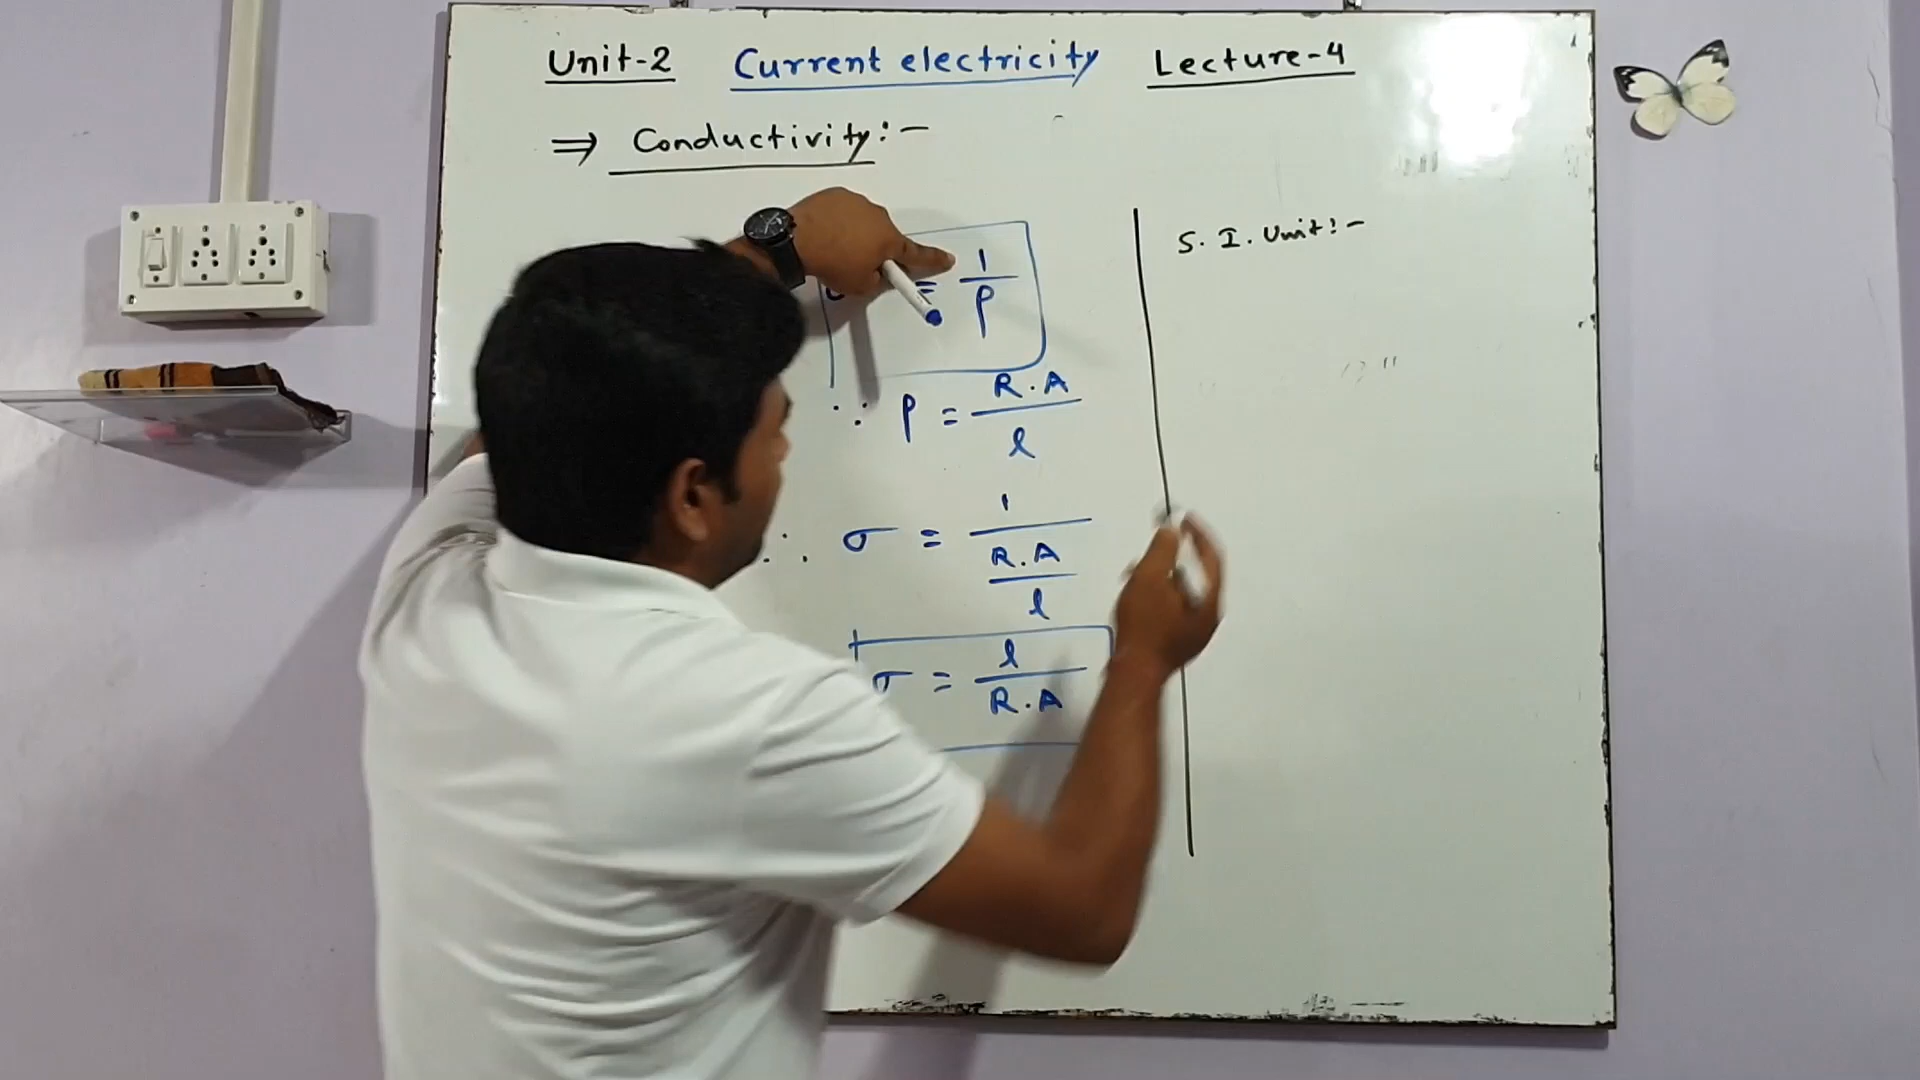 Unit-2 Current electricity Lecture-4
⇒ Conductivity:-
= 1/ρ
∵ ρ = R.A/l
∴ σ = 1/(R.A/l)
σ = l/R.A
S. I. Unit:-